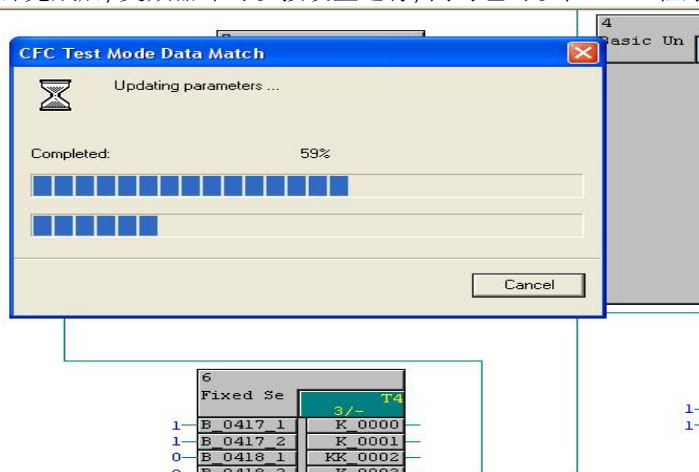 4
Basic Un
CFC Test Mode Data Match
Updating parameters ...
Completed: 59%
Cancel
6
Fixed Se
T4
3/-
1 B_0417_1 K_0000
1 B_0417_2 K_0001
0 B_0418_1 KK_0002
1-
1-